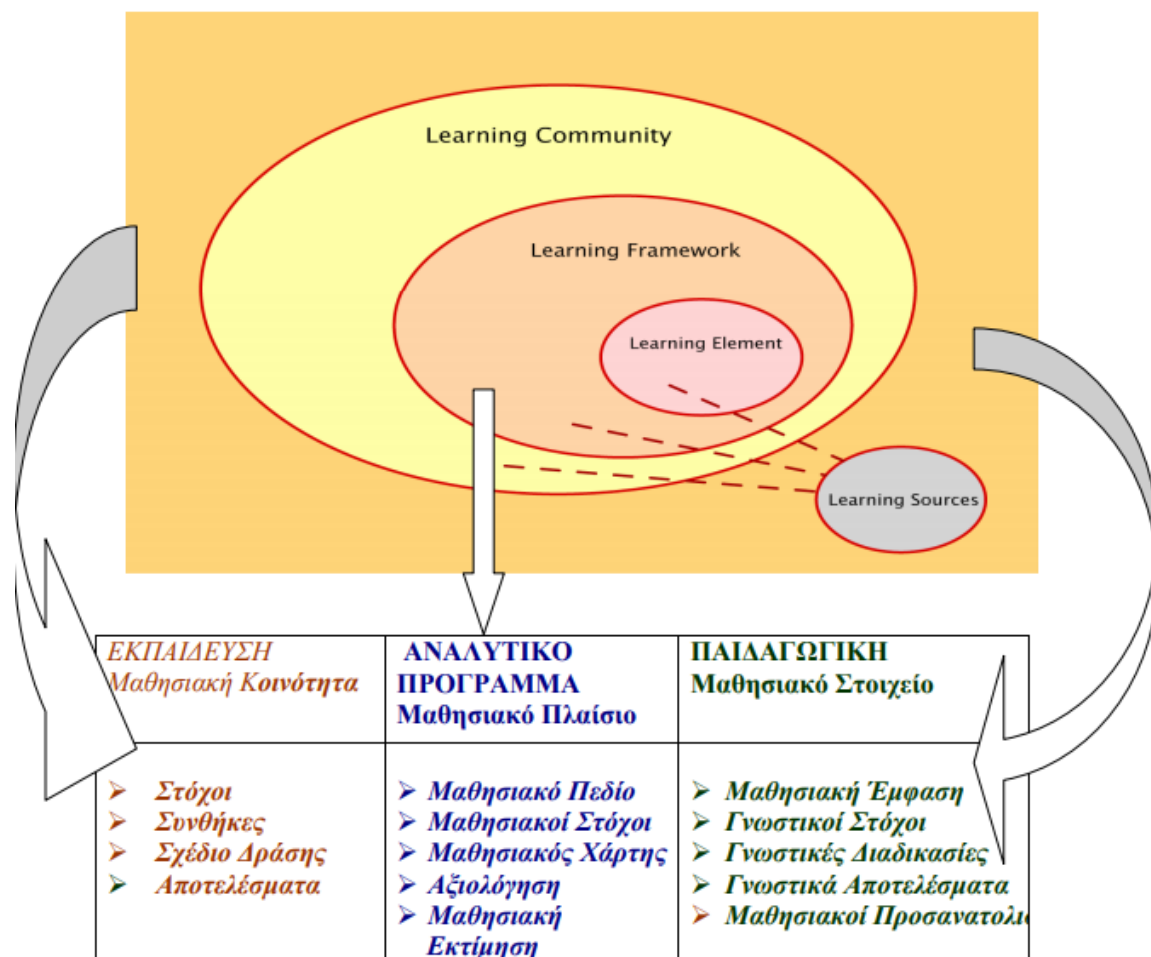 Learning Community
Learning Framework
Learning Element
Learning Sources
ΕΚΠΑΙΔΕΥΣΗ
Μαθησιακή Κοινότητα
ΑΝΑΛΥΤΙΚΟ
ΠΡΟΓΡΑΜΜΑ
Μαθησιακό Πλαίσιο
ΠΑΙΔΑΓΩΓΙΚΗ
Μαθησιακό Στοιχείο
➢ Στόχοι
➢ Συνθήκες
➢ Σχέδιο Δράσης
➢ Αποτελέσματα
➢ Μαθησιακό Πεδίο
➢ Μαθησιακοί Στόχοι
➢ Μαθησιακός Χάρτης
➢ Αξιολόγηση
➢ Μαθησιακή
Εκτίμηση
➢ Μαθησιακή Έμφαση
➢ Γνωστικοί Στόχοι
➢ Γνωστικές Διαδικασίες
➢ Γνωστικά Αποτελέσματα
➢ Μαθησιακοί Προσανατολισ